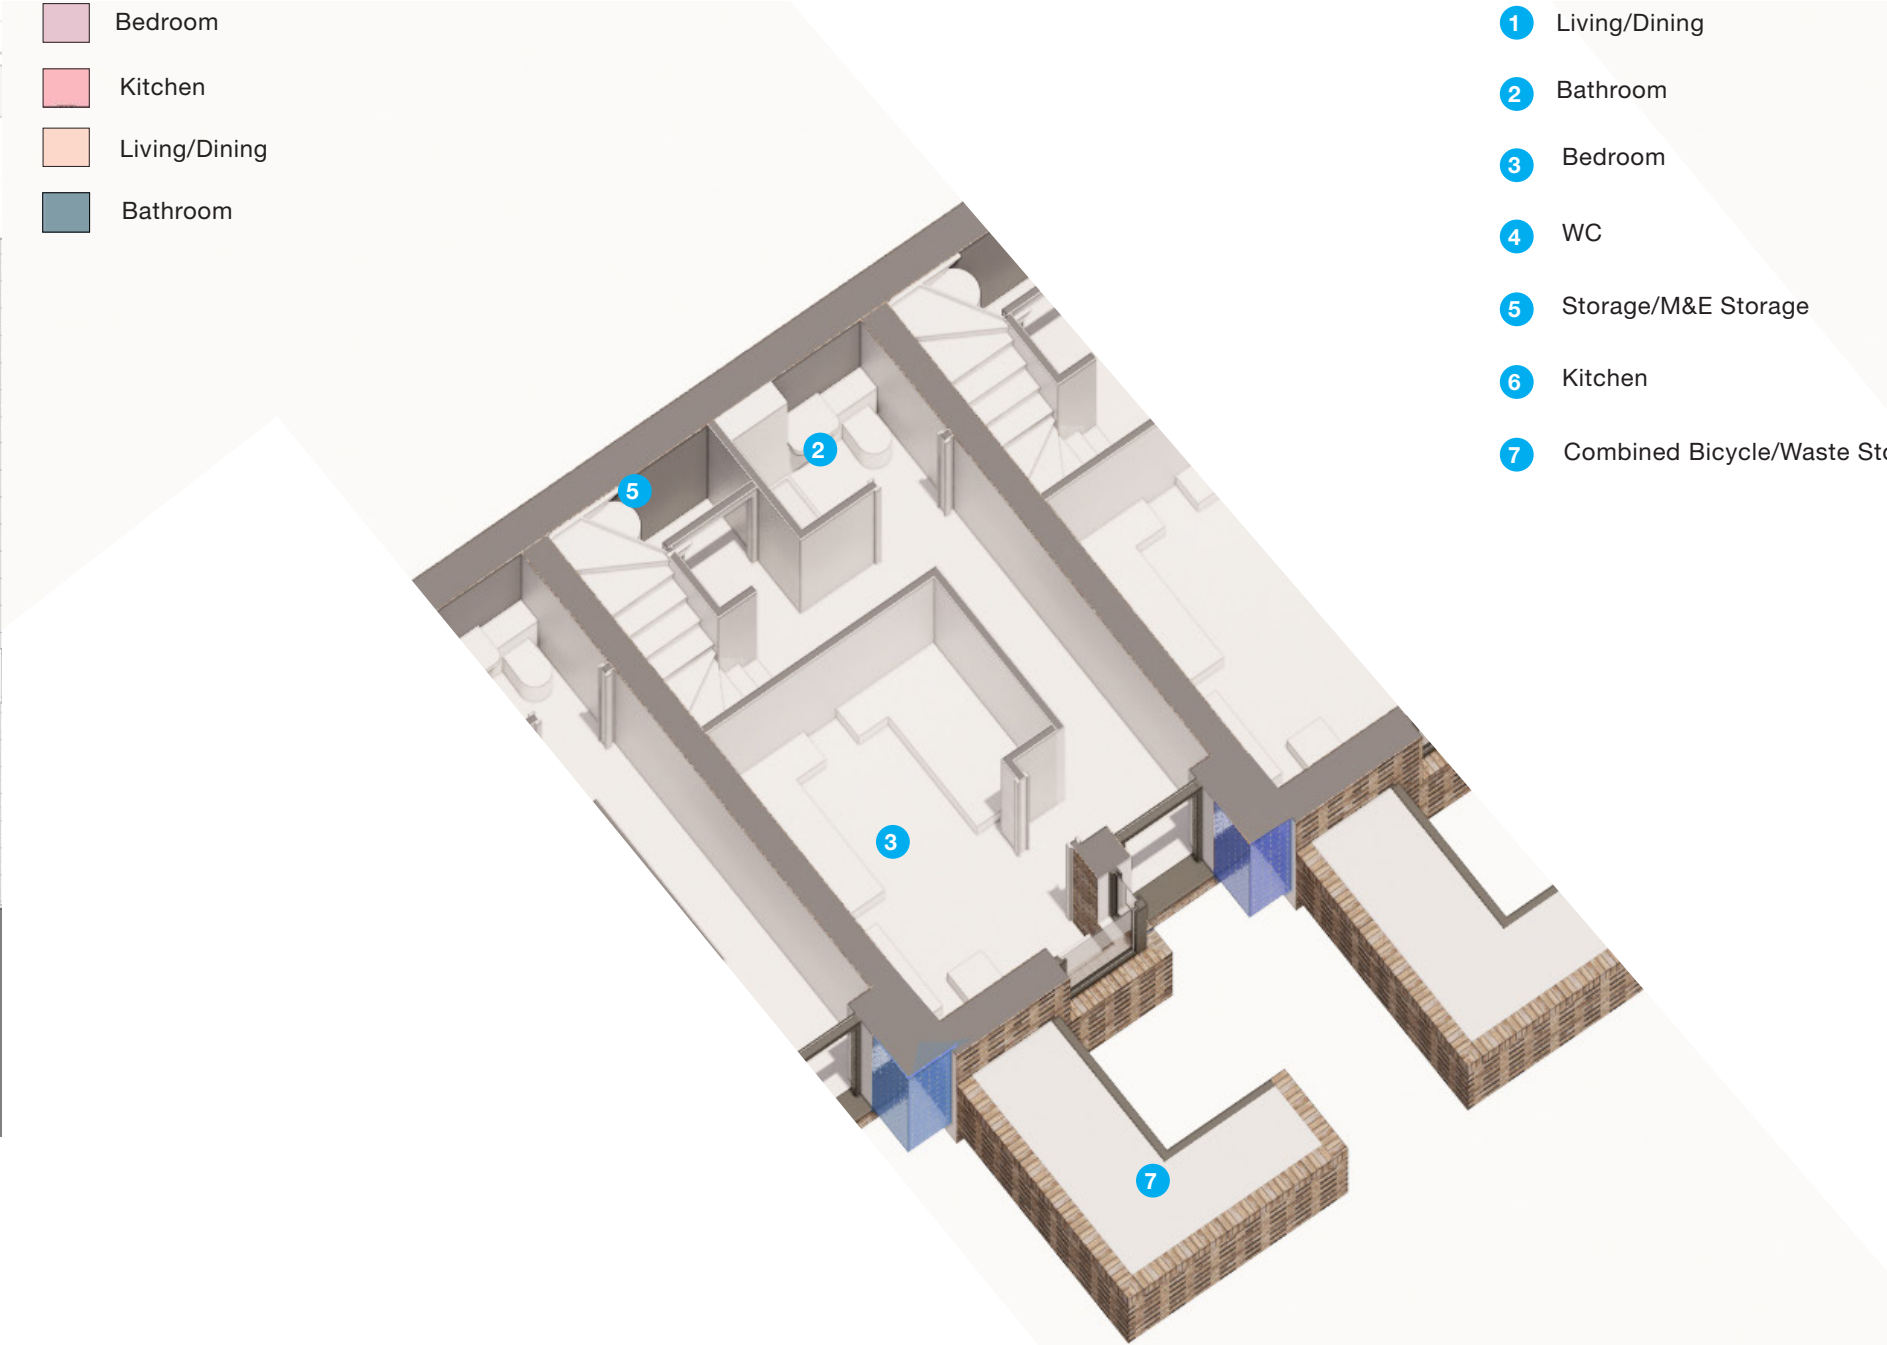 Bedroom
Kitchen
Living/Dining
Bathroom
1 Living/Dining
2 Bathroom
3 Bedroom
4 WC
5 Storage/M&E Storage
6 Kitchen
7 Combined Bicycle/Waste Sto
2
5
3
7